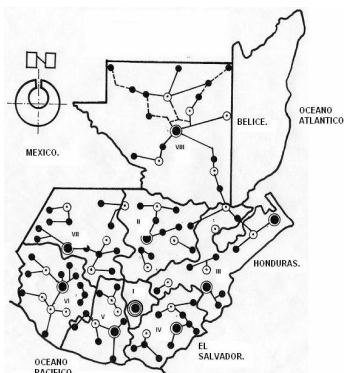 N
BELICE.
OCEANO
ATLANTICO
MEXICO.
VIII
II
VII
HONDURAS.
III
I
VI
V
IV
EL
SALVADOR.
OCEANO
PACIFICO